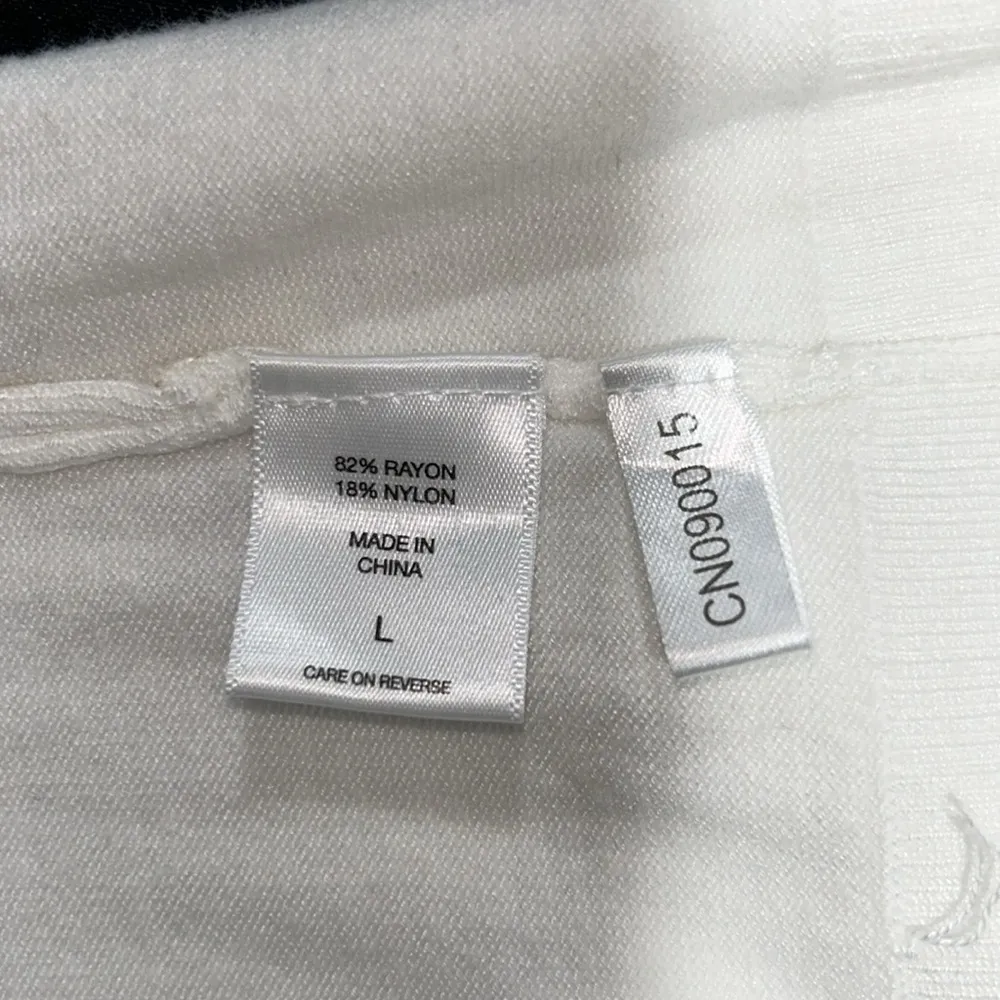 82% RAYON
18% NYLON
MADE IN
CHINA
L
CARE ON REVERSE
CN090015